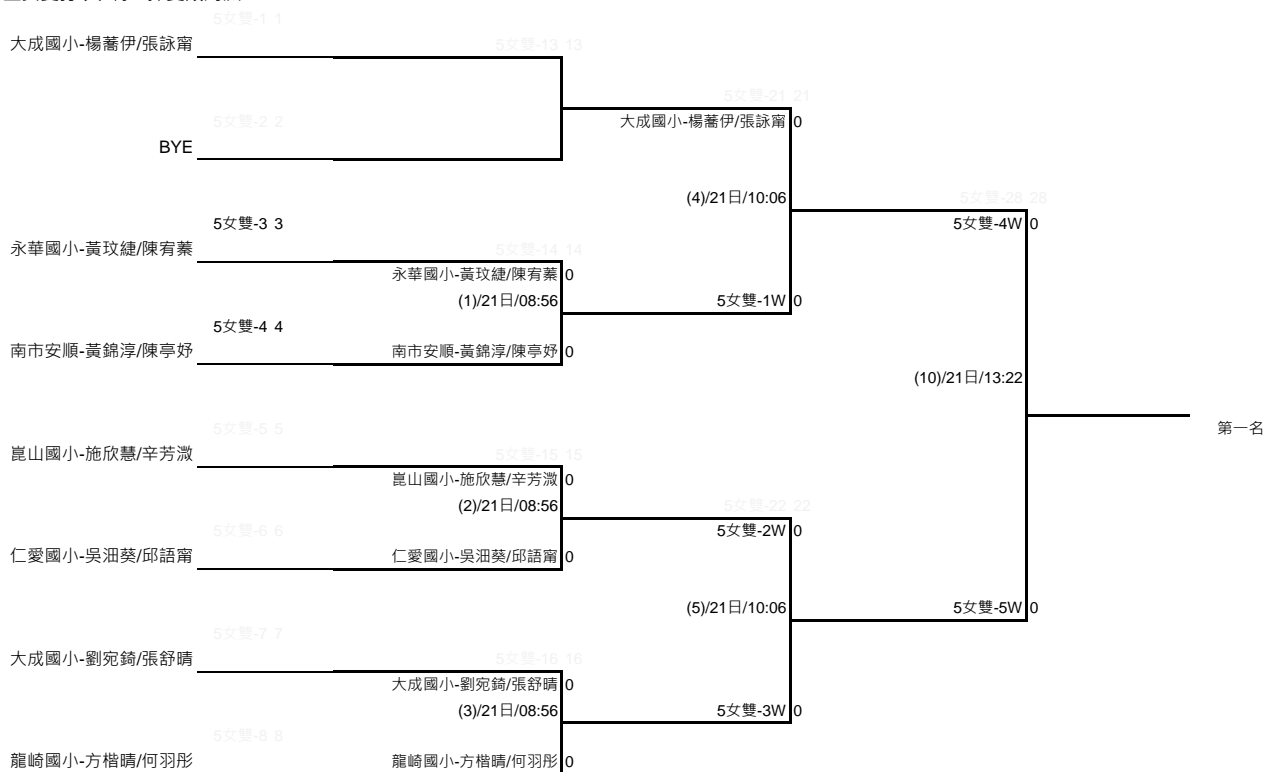 5女雙-1 1
大成國小-楊蕎伊/張詠甯
5女雙-13 13
5女雙-21 21
大成國小-楊蕎伊/張詠甯 0
5女雙-2 2
BYE
(4)/21日/10:06
5女雙-28 28
5女雙-4W 0
5女雙-3 3
永華國小-黃玟緁/陳宥蓁
5女雙-14 14
永華國小-黃玟緁/陳宥蓁 0
(1)/21日/08:56
5女雙-1W 0
5女雙-4 4
南市安順-黃錦淳/陳亭妤
南市安順-黃錦淳/陳亭妤 0
(10)/21日/13:22
第一名
5女雙-5 5
崑山國小-施欣慧/辛芳溦
5女雙-15 15
崑山國小-施欣慧/辛芳溦 0
(2)/21日/08:56
5女雙-22 22
5女雙-2W 0
5女雙-6 6
仁愛國小-吳沺葵/邱語甯
仁愛國小-吳沺葵/邱語甯 0
(5)/21日/10:06
5女雙-5W 0
5女雙-7 7
大成國小-劉宛錡/張舒晴
5女雙-16 16
大成國小-劉宛錡/張舒晴 0
(3)/21日/08:56
5女雙-3W 0
5女雙-8 8
龍崎國小-方楷晴/何羽彤
龍崎國小-方楷晴/何羽彤 0